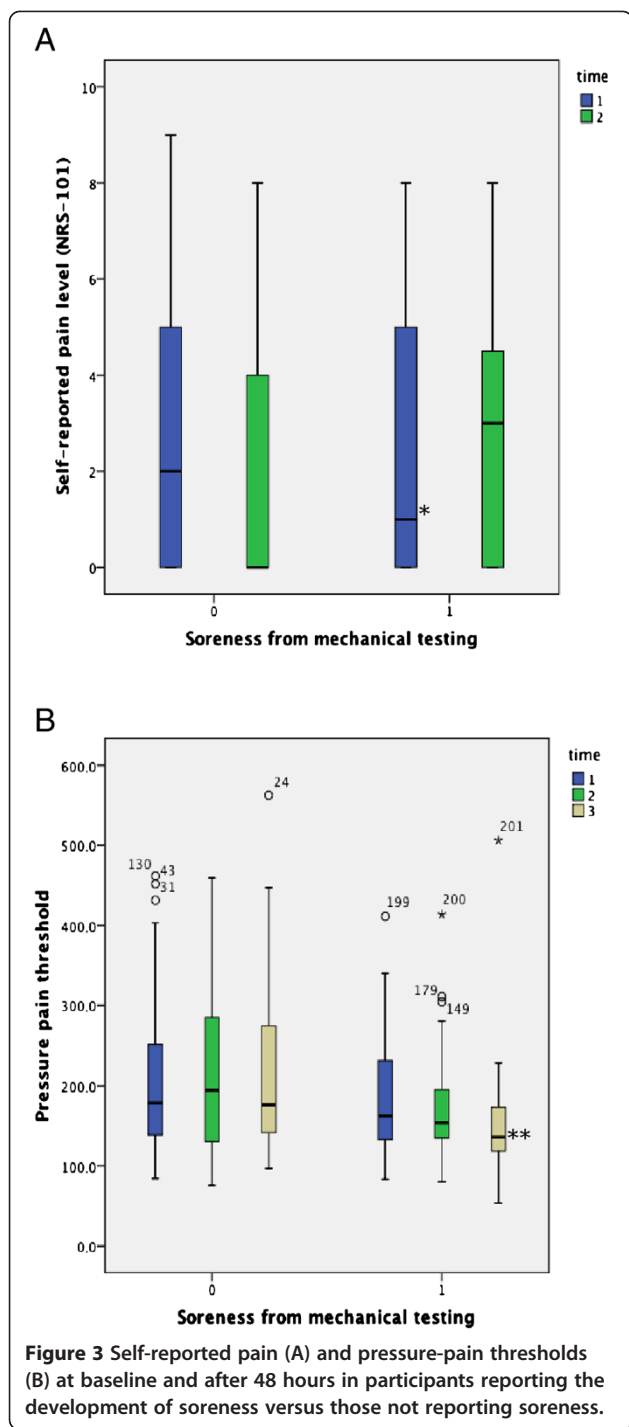 A
time
1
2
10
8
6
4
2
0
Self-reported pain level (NRS-101)
*
0 1
Soreness from mechanical testing
B
time
1
2
3
600.0
500.0
400.0
300.0
200.0
100.0
0.0
Pressure pain threshold
24
201
130 43
31
199
200
179
149
**
0 1
Soreness from mechanical testing
Figure 3 Self-reported pain (A) and pressure-pain thresholds
(B) at baseline and after 48 hours in participants reporting the
development of soreness versus those not reporting soreness.